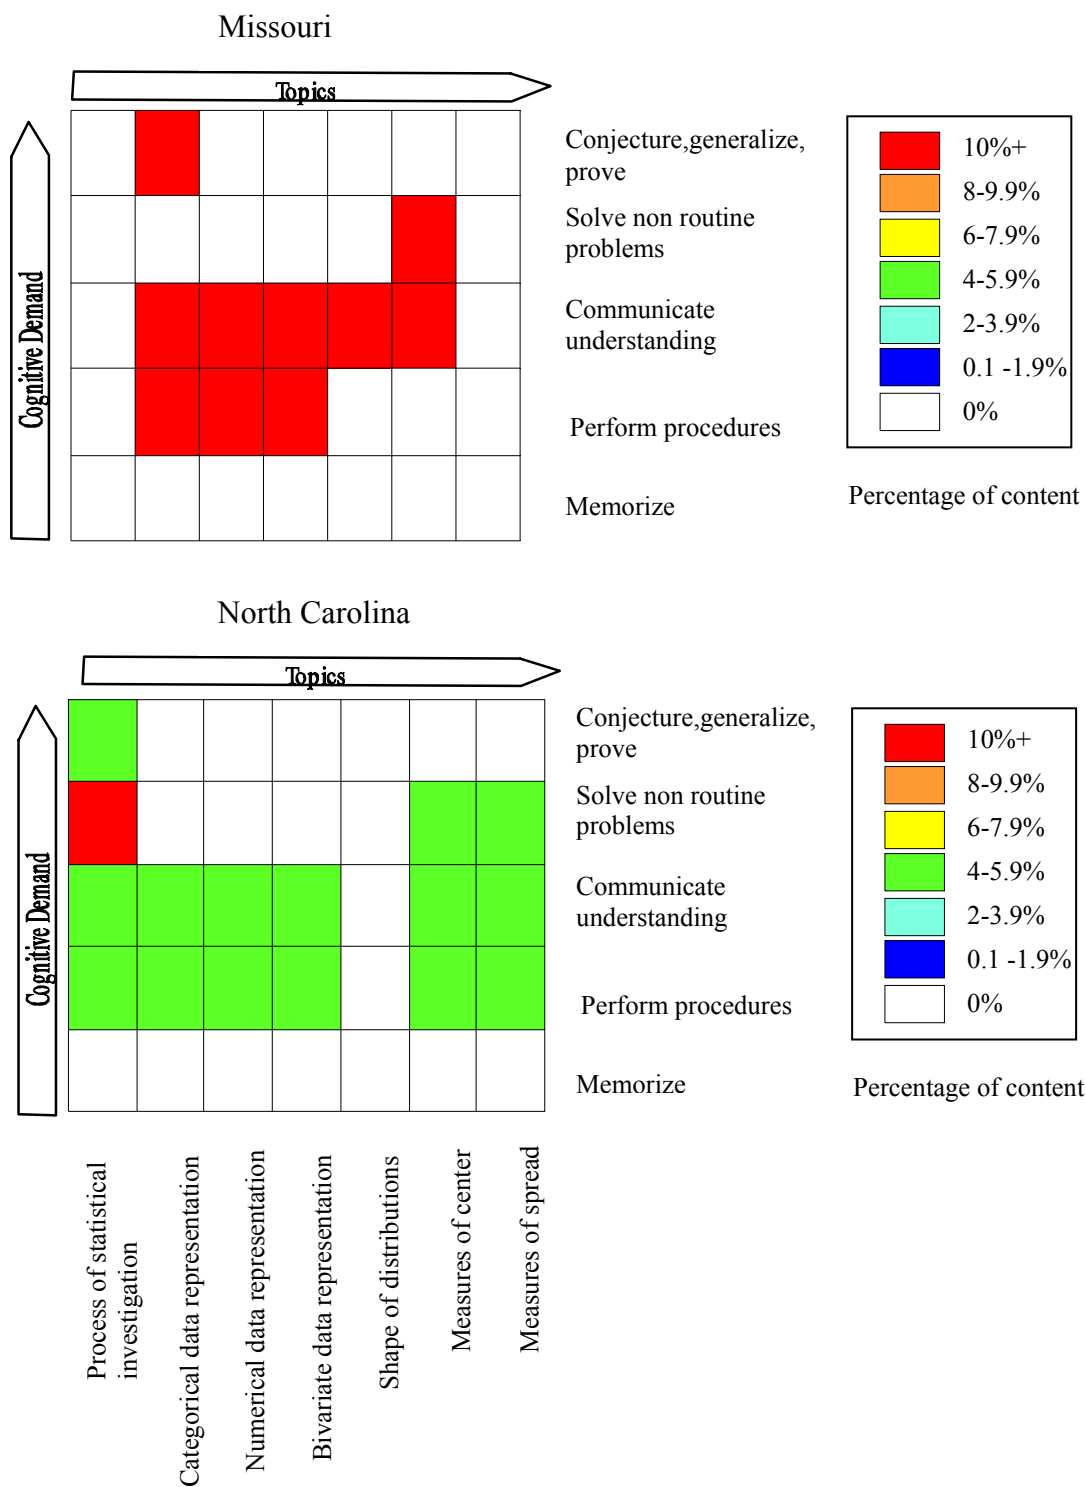 Missouri
Topics
Cognitive Demand
Conjecture,generalize,
prove
Solve non routine
problems
Communicate
understanding
Perform procedures
Memorize
10%+
8-9.9%
6-7.9%
4-5.9%
2-3.9%
0.1 -1.9%
0%
Percentage of content
North Carolina
Topics
Cognitive Demand
Conjecture,generalize,
prove
Solve non routine
problems
Communicate
understanding
Perform procedures
Memorize
10%+
8-9.9%
6-7.9%
4-5.9%
2-3.9%
0.1 -1.9%
0%
Percentage of content
Process of statistical
investigation
Categorical data representation
Numerical data representation
Bivariate data representation
Shape of distributions
Measures of center
Measures of spread